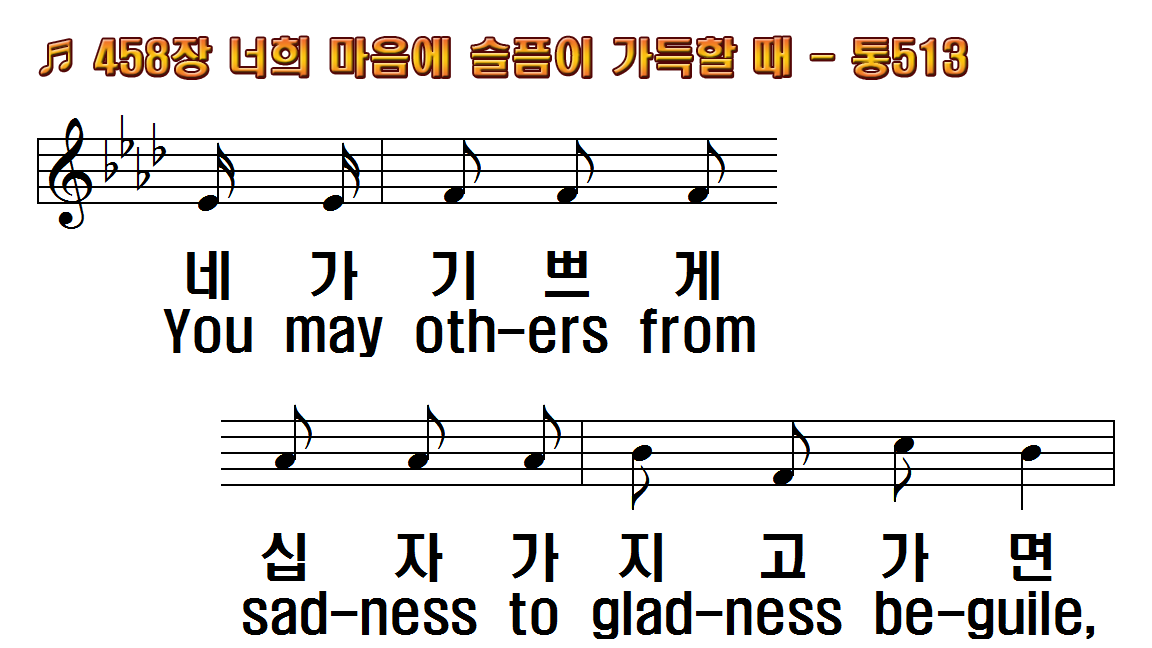 ♬ 458장 너희 마음에 슬픔이 가득할 때 - 통513
네 가 기 쁘 게
You may oth-ers from
십 자 가 지 고 가 면
sad-ness to glad-ness be-guile,